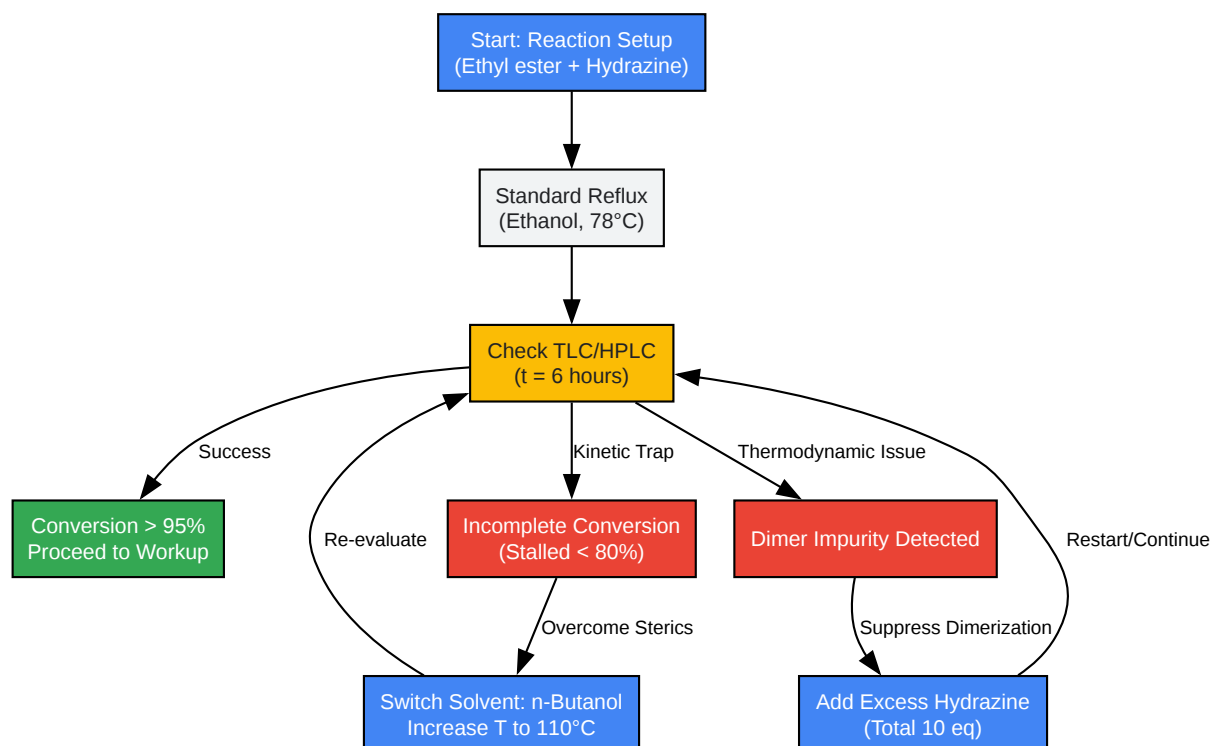 Start: Reaction Setup
(Ethyl ester + Hydrazine)
Standard Reflux
(Ethanol, 78°C)
Check TLC/HPLC
(t = 6 hours)
Success
Kinetic Trap
Thermodynamic Issue
Conversion > 95%
Proceed to Workup
Re-evaluate
Incomplete Conversion
(Stalled < 80%)
Dimer Impurity Detected
Restart/Continue
Overcome Sterics
Suppress Dimerization
Switch Solvent: n-Butanol
Increase T to 110°C
Add Excess Hydrazine
(Total 10 eq)